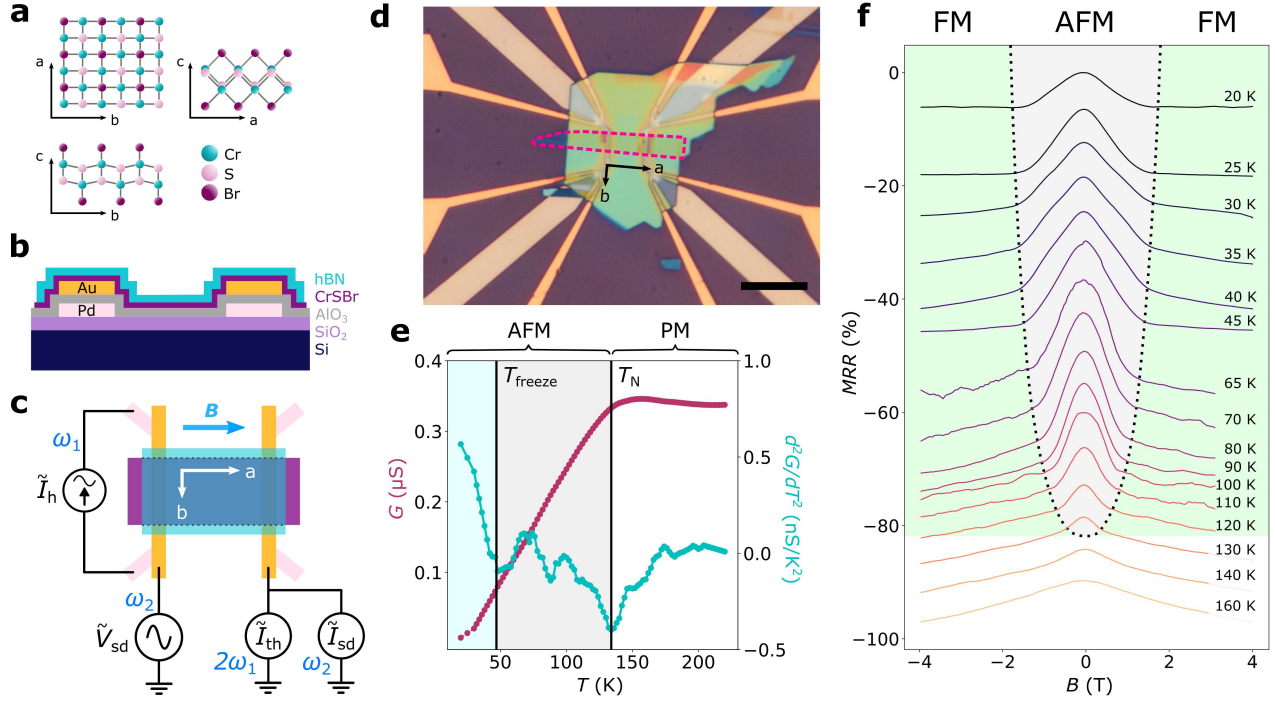 a
a
b
c
a
c
b
Cr
S
Br
b
hBN
CrSBr
AlO₃
SiO₂
Si
Au
Pd
c
B
ω₁
Ĩₕ
a
b
ω₂
Ṽsd
Ĩth
Ĩsd
2ω₁
ω₂
d
a
b
e
AFM
PM
T_freeze
T_N
G (μS)
0.4
0.3
0.2
0.1
50
100
150
200
T (K)
1.0
0.5
0.0
−0.5
d²G/dT² (nS/K²)
f
FM
AFM
FM
MRR (%)
0
−20
−40
−60
−80
−100
20 K
25 K
30 K
35 K
40 K
45 K
65 K
70 K
80 K
90 K
100 K
110 K
120 K
130 K
140 K
160 K
−4
−2
0
2
4
B (T)